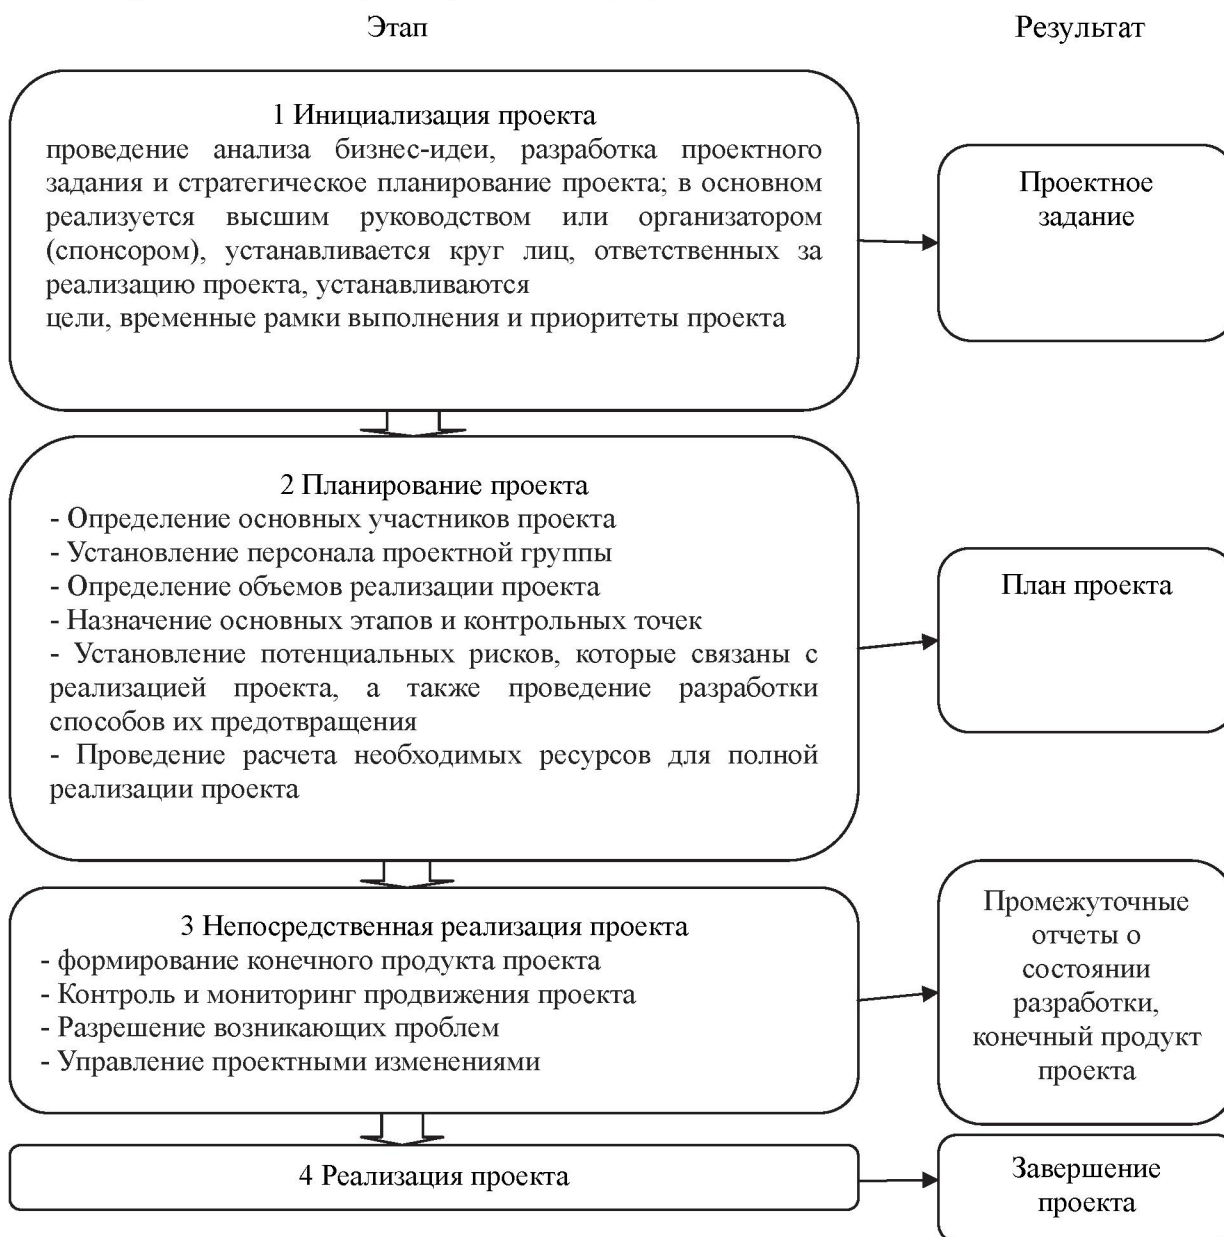 Этап
Результат
1 Инициализация проекта
проведение анализа бизнес-идеи, разработка проектного
задания и стратегическое планирование проекта; в основном
реализуется высшим руководством или организатором
(спонсором), устанавливается круг лиц, ответственных за
реализацию проекта, устанавливаются
цели, временные рамки выполнения и приоритеты проекта
Проектное
задание
2 Планирование проекта
- Определение основных участников проекта
- Установление персонала проектной группы
- Определение объемов реализации проекта
- Назначение основных этапов и контрольных точек
- Установление потенциальных рисков, которые связаны с
реализацией проекта, а также проведение разработки
способов их предотвращения
- Проведение расчета необходимых ресурсов для полной
реализации проекта
План проекта
3 Непосредственная реализация проекта
- формирование конечного продукта проекта
- Контроль и мониторинг продвижения проекта
- Разрешение возникающих проблем
- Управление проектными изменениями
Промежуточные
отчеты о
состоянии
разработки,
конечный продукт
проекта
4 Реализация проекта
Завершение
проекта